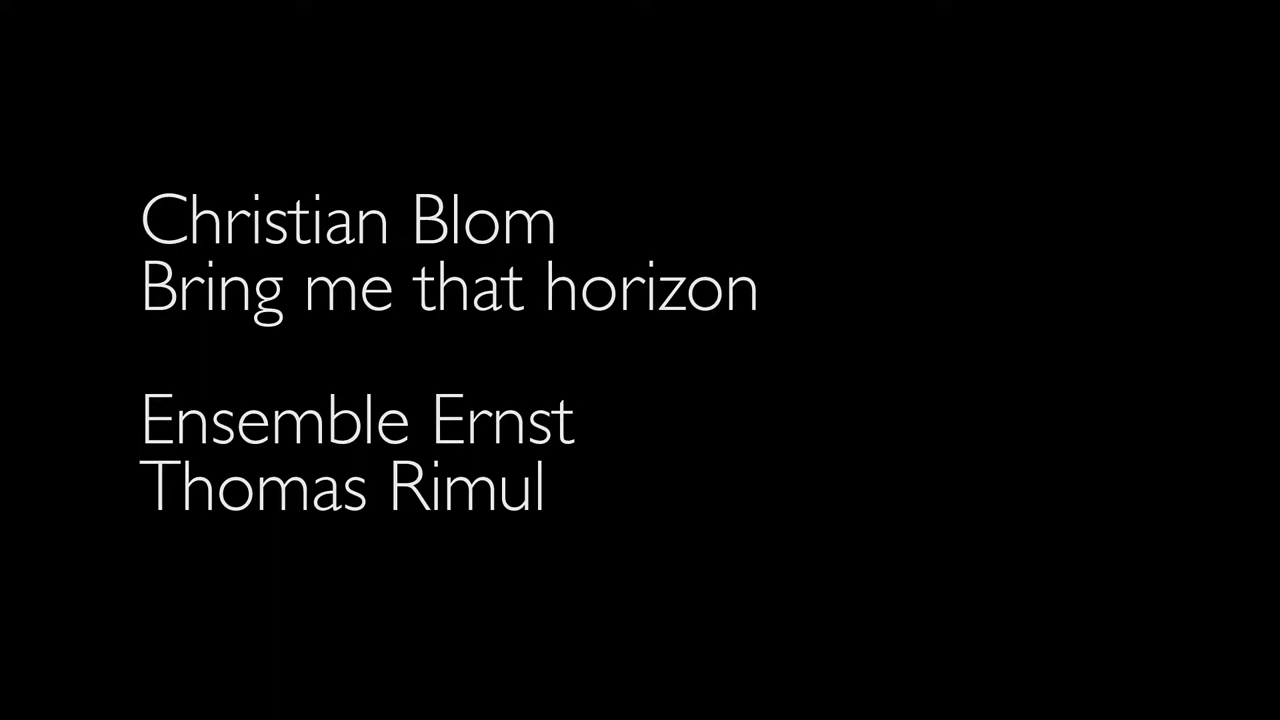 Christian Blom
Bring me that horizon
Ensemble Ernst
Thomas Rimul